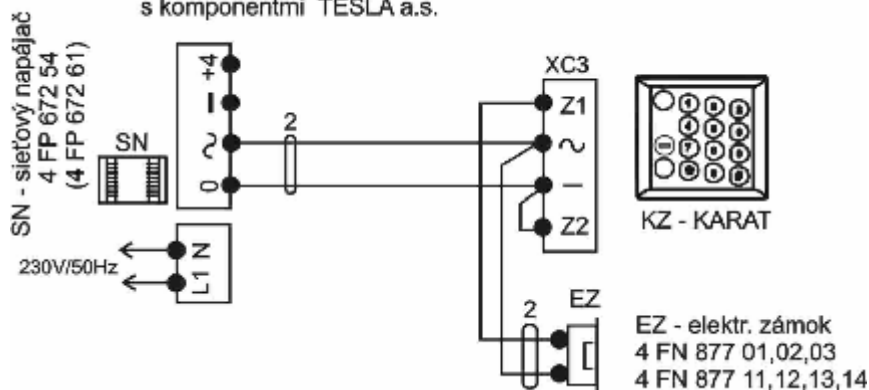 s komponentmi TESLA a.s.
SN - sieťový napájač
4 FP 672 54
(4 FP 672 61)
SN
+4
–
~
0
N
L1
230V/50Hz
2
XC3
Z1
~
–
Z2
KZ - KARAT
2
EZ
EZ - elektr. zámok
4 FN 877 01,02,03
4 FN 877 11,12,13,14